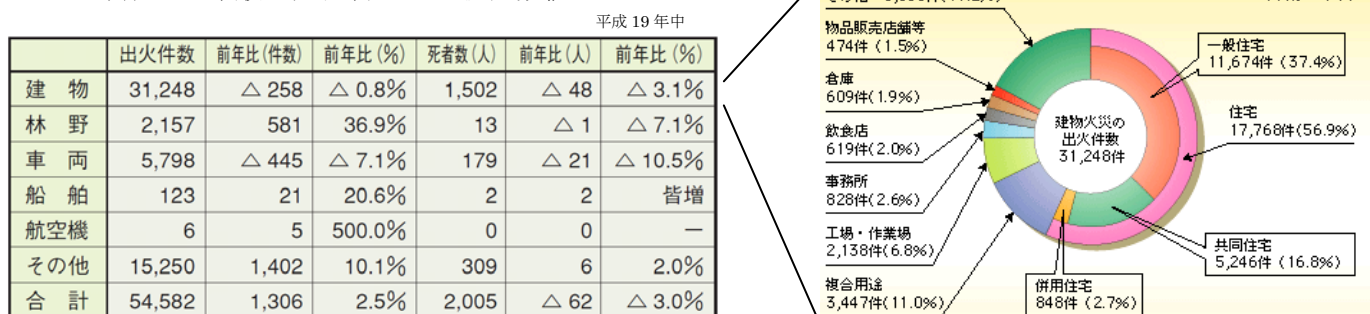 平成 19 年中
出火件数 前年比(件数) 前年比(%) 死者数(人) 前年比(人) 前年比(%)
建 物 31,248 △ 258 △ 0.8% 1,502 △ 48 △ 3.1%
林 野 2,157 581 36.9% 13 △ 1 △ 7.1%
車 両 5,798 △ 445 △ 7.1% 179 △ 21 △ 10.5%
船 舶 123 21 20.6% 2 2 皆増
航空機 6 5 500.0% 0 0 ―
その他 15,250 1,402 10.1% 309 6 2.0%
合 計 54,582 1,306 2.5% 2,005 △ 62 △ 3.0%
物品販売店舗等
474件 (1.5%)
倉庫
609件(1.9%)
飲食店
619件(2.0%)
事務所
828件(2.6%)
工場・作業場
2,138件(6.8%)
複合用途
3,447件(11.0%)
建物火災の
出火件数
31,248件
一般住宅
11,674件 (37.4%)
住宅
17,768件(56.9%)
共同住宅
5,246件 (16.8%)
併用住宅
848件 (2.7%)